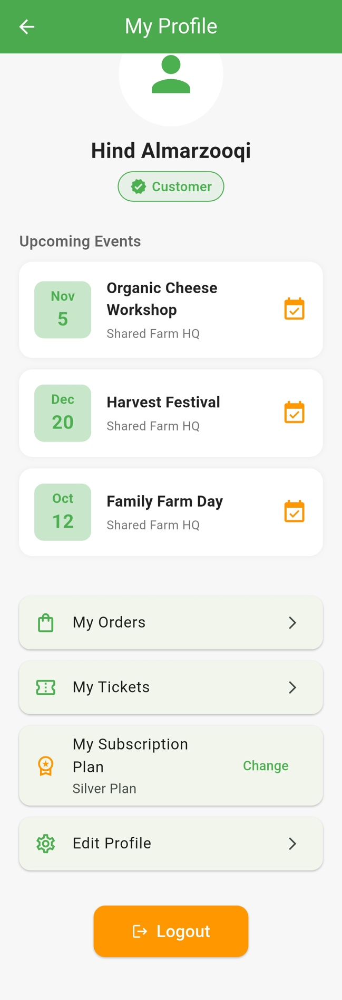 My Profile
Hind Almarzooqi
Customer
Upcoming Events
Nov
5
Organic Cheese
Workshop
Shared Farm HQ
Dec
20
Harvest Festival
Shared Farm HQ
Oct
12
Family Farm Day
Shared Farm HQ
My Orders
My Tickets
My Subscription
Plan
Silver Plan
Change
Edit Profile
Logout